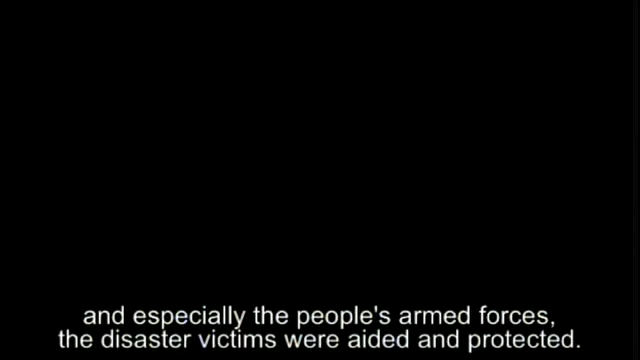 and especially the people's armed forces,
the disaster victims were aided and protected.